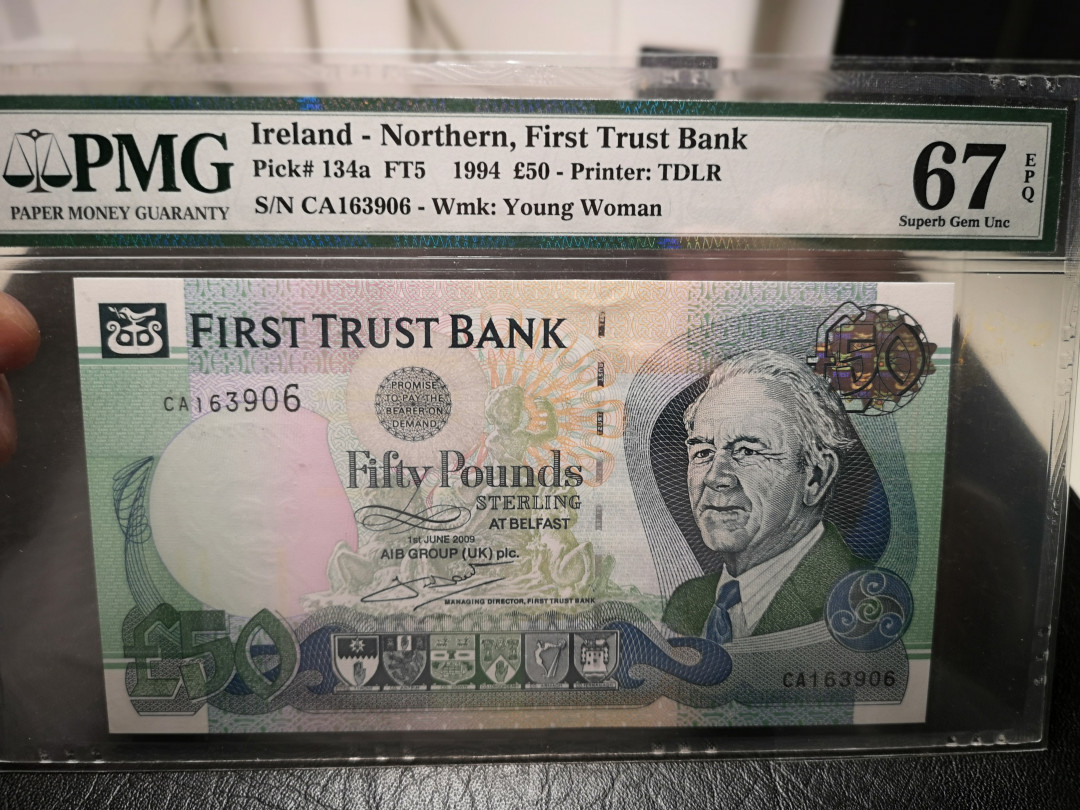 PMG
PAPER MONEY GUARANTY
Ireland - Northern, First Trust Bank
Pick# 134a FT5 1994 £50 - Printer: TDLR
S/N CA163906 - Wmk: Young Woman
67
EPQ
Superb Gem Unc
FIRST TRUST BANK
£50
CA163906
PROMISE
TO PAY THE
BEARER ON
DEMAND
Fifty Pounds
STERLING
AT BELFAST
1st JUNE 2009
AIB GROUP (UK) plc.
MANAGING DIRECTOR, FIRST TRUST BANK
£50
CA163906